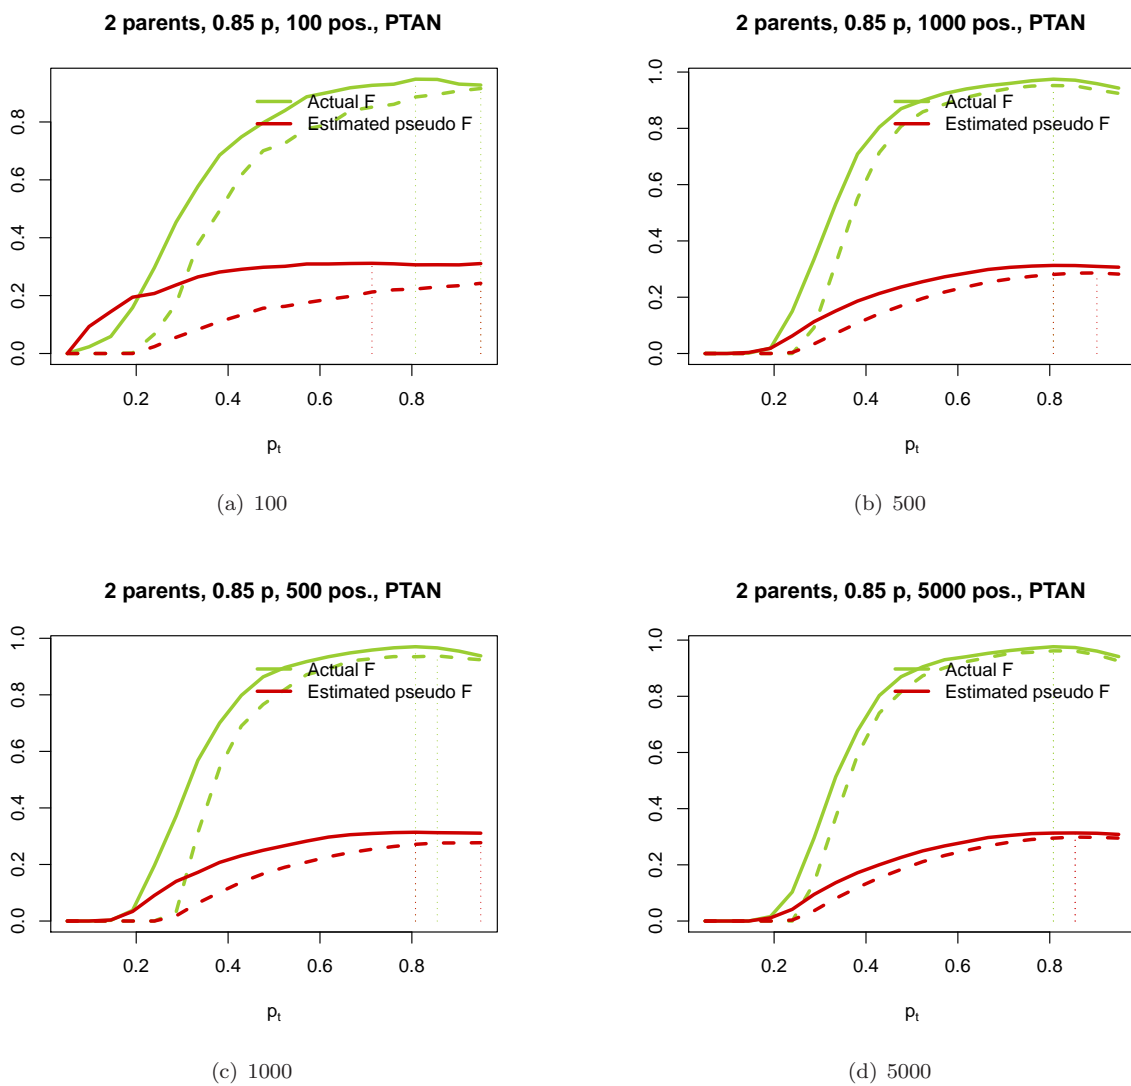 2 parents, 0.85 p, 100 pos., PTAN
Actual F
Estimated pseudo F
0.0 0.2 0.4 0.6 0.8
0.2 0.4 0.6 0.8
pt
(a) 100
2 parents, 0.85 p, 1000 pos., PTAN
Actual F
Estimated pseudo F
0.0 0.2 0.4 0.6 0.8 1.0
0.2 0.4 0.6 0.8
pt
(b) 500
2 parents, 0.85 p, 500 pos., PTAN
Actual F
Estimated pseudo F
0.0 0.2 0.4 0.6 0.8 1.0
0.2 0.4 0.6 0.8
pt
(c) 1000
2 parents, 0.85 p, 5000 pos., PTAN
Actual F
Estimated pseudo F
0.0 0.2 0.4 0.6 0.8 1.0
0.2 0.4 0.6 0.8
pt
(d) 5000